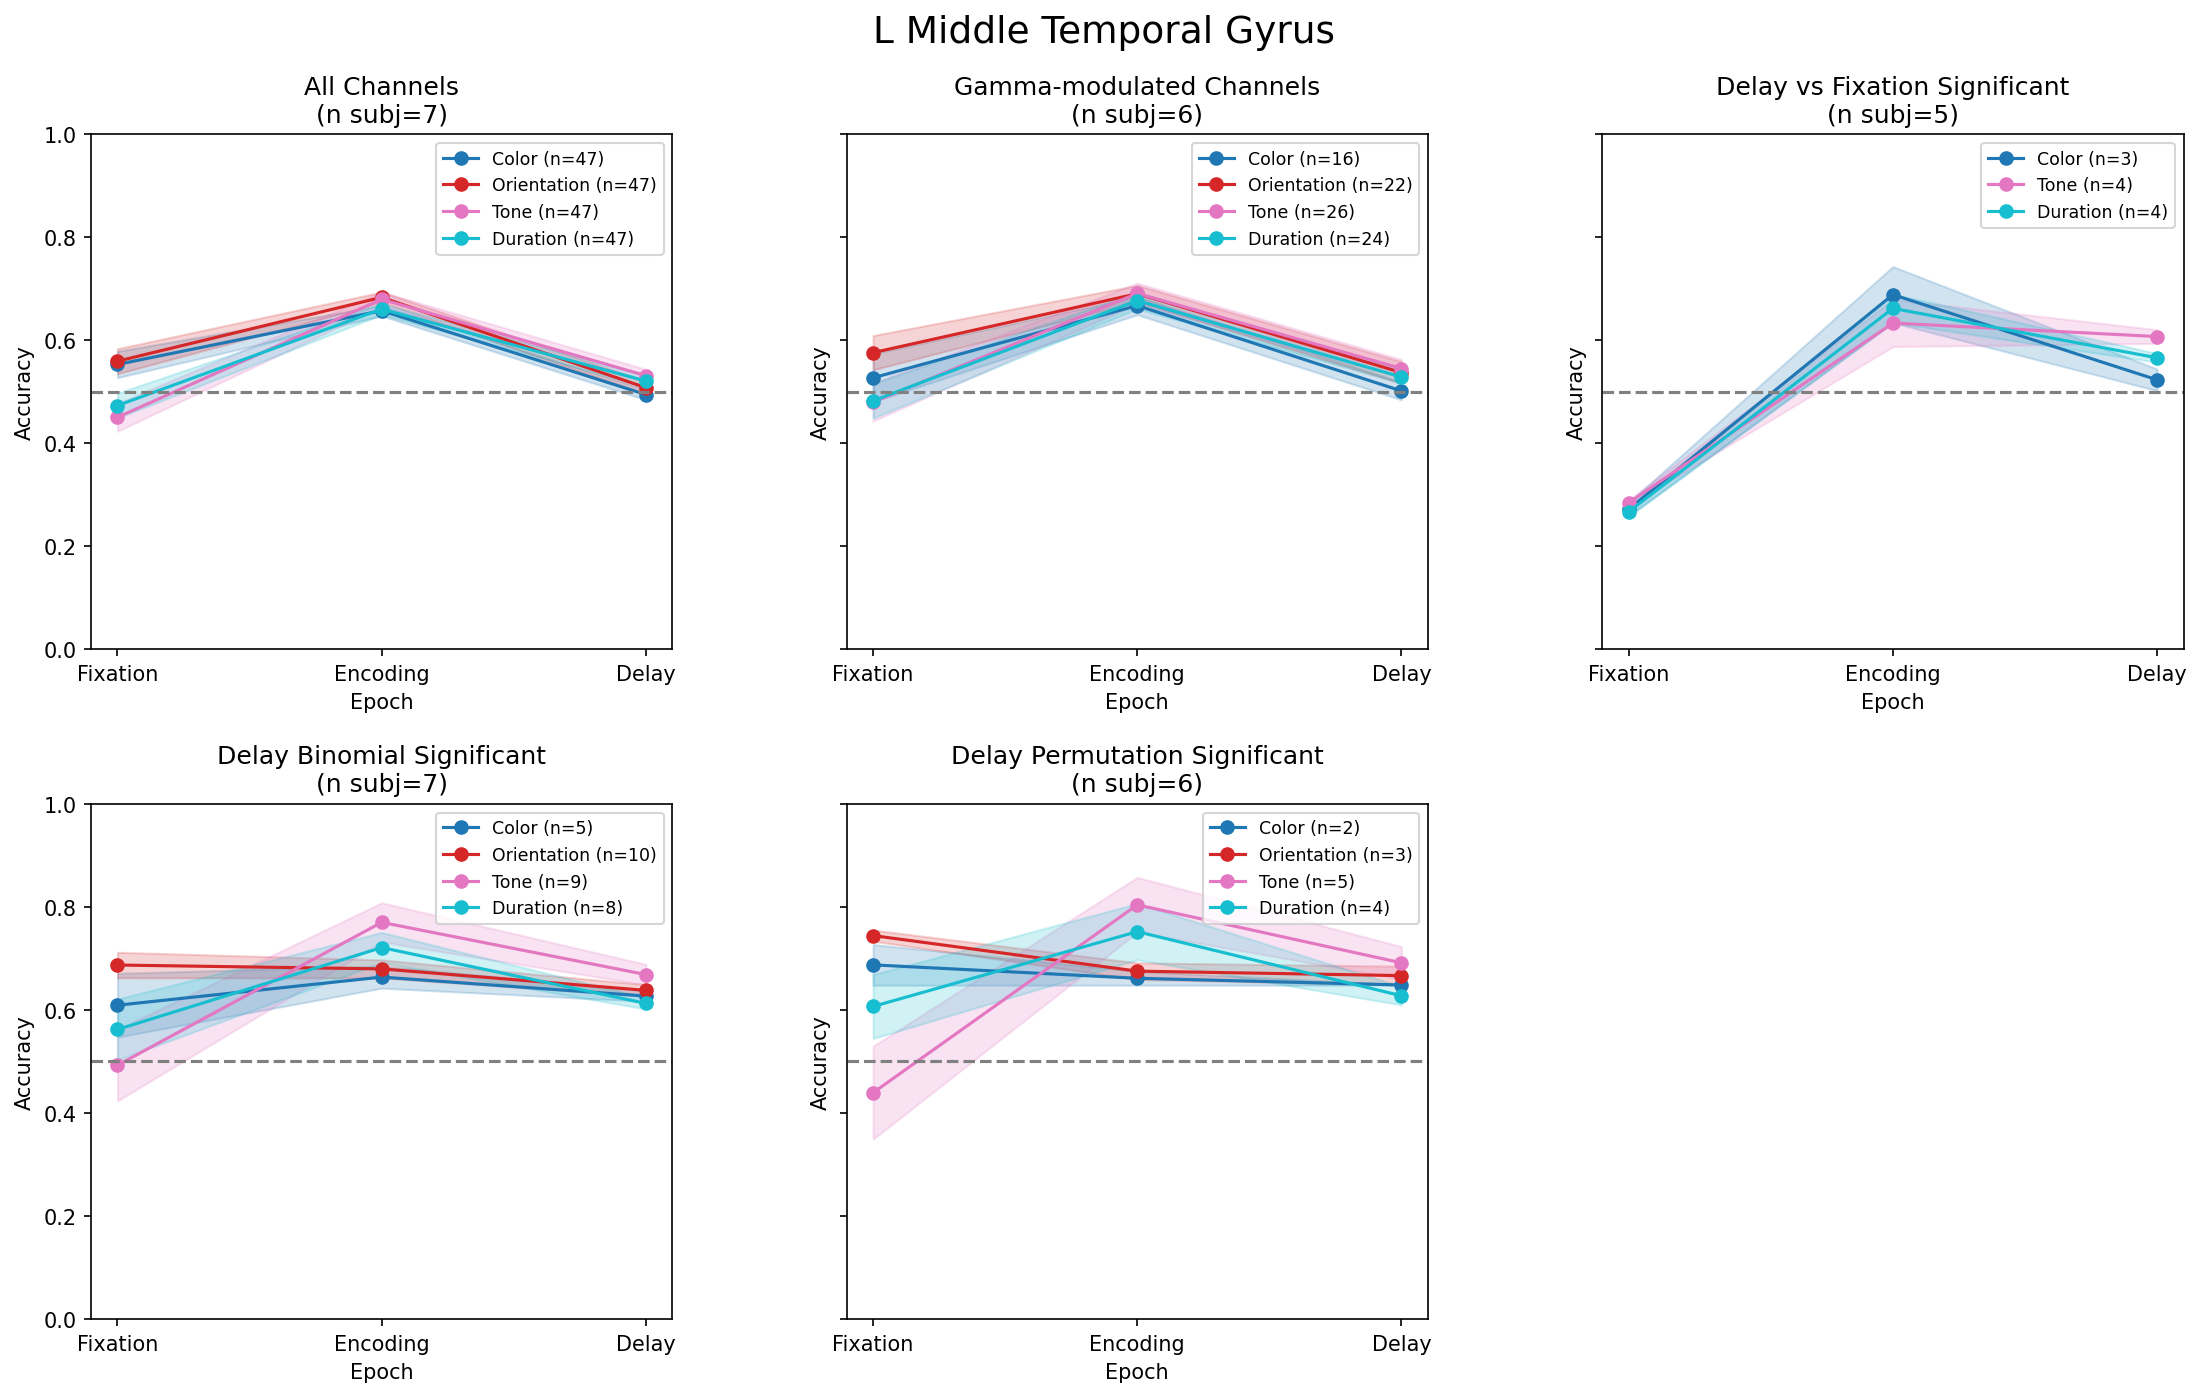 L Middle Temporal Gyrus
All Channels
(n subj=7)
Color (n=47)
Orientation (n=47)
Tone (n=47)
Duration (n=47)
1.0
0.8
0.6
0.4
0.2
0.0
Accuracy
Fixation
Encoding
Delay
Epoch
Gamma-modulated Channels
(n subj=6)
Color (n=16)
Orientation (n=22)
Tone (n=26)
Duration (n=24)
Accuracy
Fixation
Encoding
Delay
Epoch
Delay vs Fixation Significant
(n subj=5)
Color (n=3)
Tone (n=4)
Duration (n=4)
Accuracy
Fixation
Encoding
Delay
Epoch
Delay Binomial Significant
(n subj=7)
Color (n=5)
Orientation (n=10)
Tone (n=9)
Duration (n=8)
1.0
0.8
0.6
0.4
0.2
0.0
Accuracy
Fixation
Encoding
Delay
Epoch
Delay Permutation Significant
(n subj=6)
Color (n=2)
Orientation (n=3)
Tone (n=5)
Duration (n=4)
Accuracy
Fixation
Encoding
Delay
Epoch